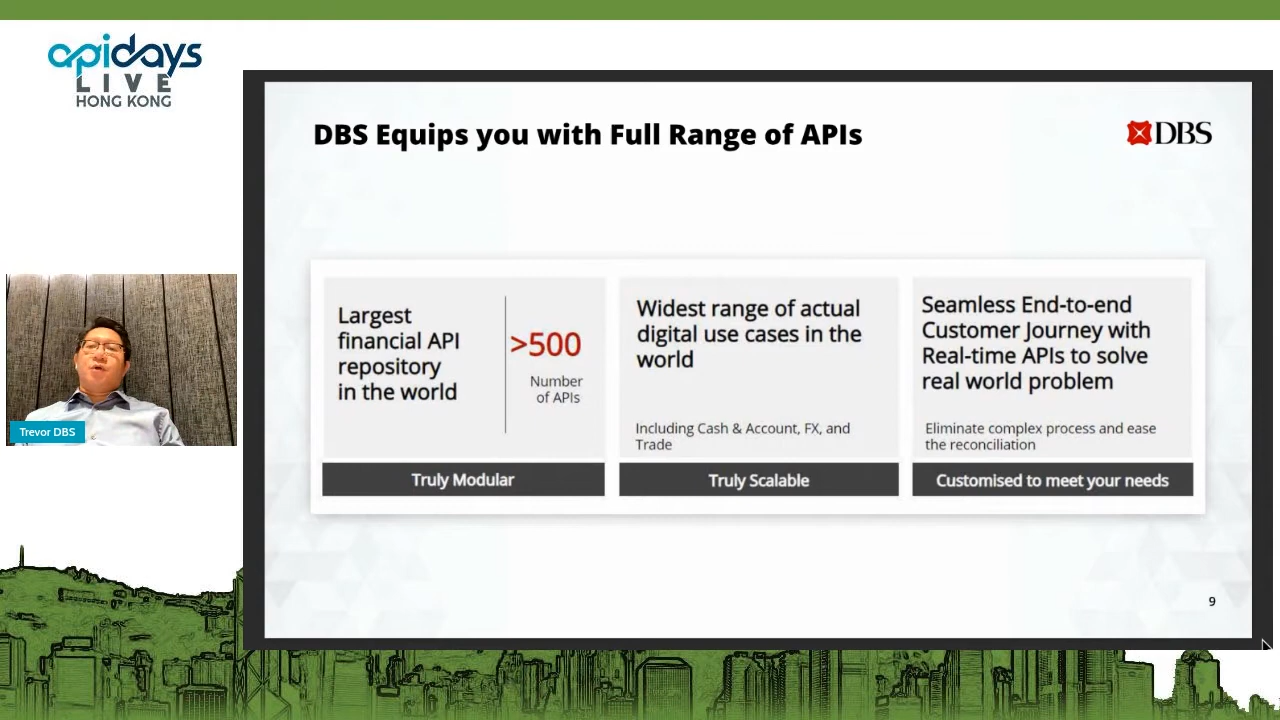 apidays
LIVE
HONG KONG
DBS Equips you with Full Range of APIs
DBS
Largest
financial API
repository
in the world
>500
Number
of APIs
Truly Modular
Widest range of actual
digital use cases in the
world
Including Cash & Account, FX, and
Trade
Truly Scalable
Seamless End-to-end
Customer Journey with
Real-time APIs to solve
real world problem
Eliminate complex process and ease
the reconciliation
Customised to meet your needs
Trevor DBS
9